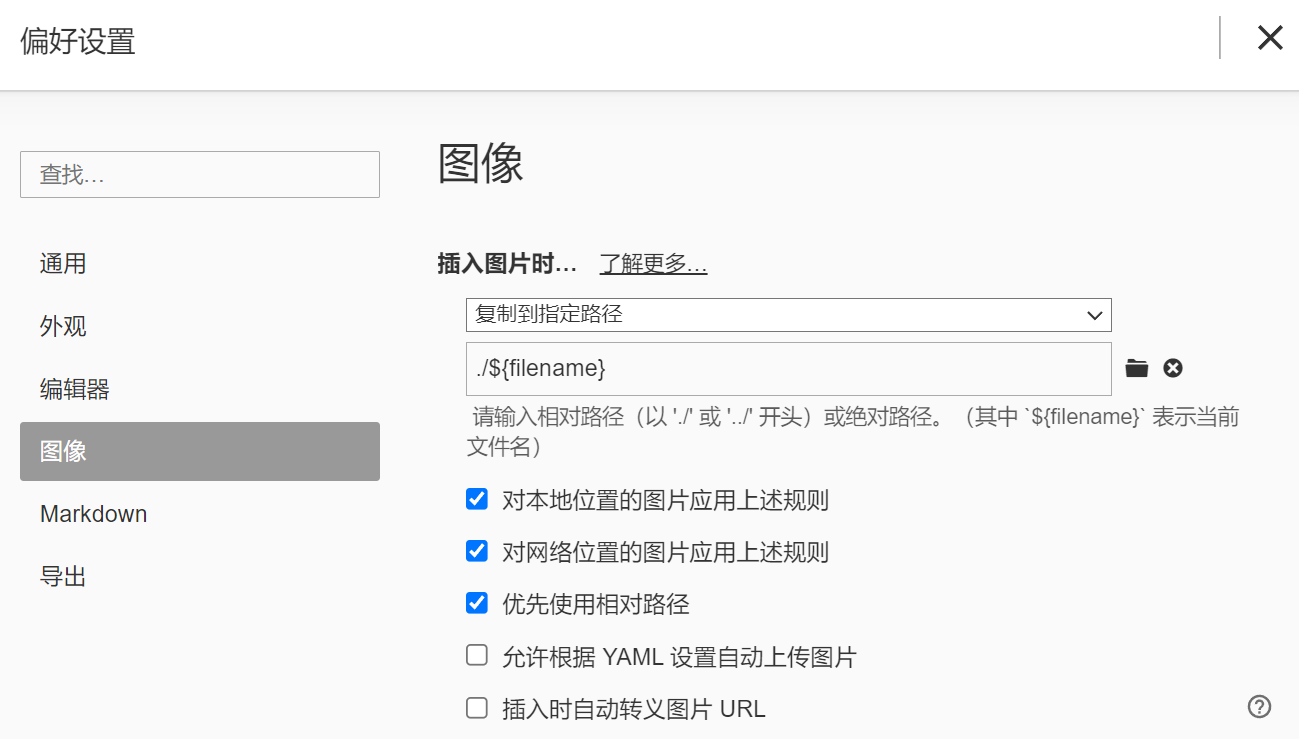 偏好设置
查找…
通用
外观
编辑器
图像
Markdown
导出
图像
插入图片时… 了解更多…
复制到指定路径
./${filename}
请输入相对路径（以 './' 或 '../' 开头）或绝对路径。（其中 `${filename}` 表示当前
文件名）
对本地位置的图片应用上述规则
对网络位置的图片应用上述规则
优先使用相对路径
允许根据 YAML 设置自动上传图片
插入时自动转义图片 URL